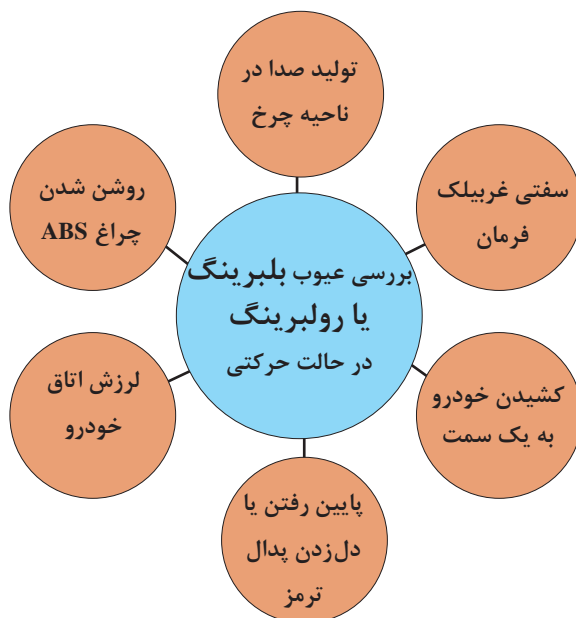 تولید صدا در
ناحیه چرخ
سفتی غربیلک
فرمان
روشن شدن
چراغ ABS
بررسی عیوب بلبرینگ
یا رولبرینگ
در حالت حرکتی
کشیدن خودرو
به یک سمت
لرزش اتاق
خودرو
پایین رفتن یا
دل‌زدن پدال
ترمز